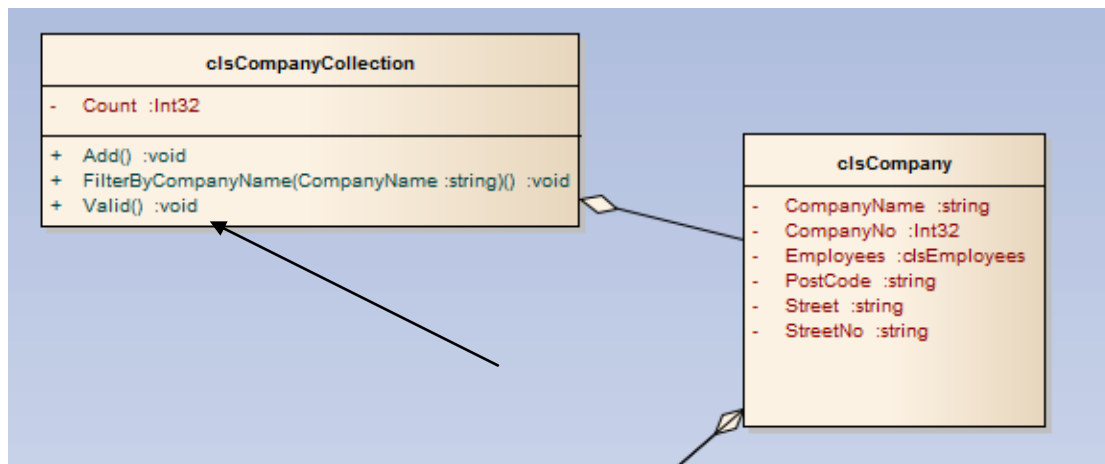 clsCompanyCollection
- Count :Int32
+ Add() :void
+ FilterByCompanyName(CompanyName :string)() :void
+ Valid() :void
clsCompany
- CompanyName :string
- CompanyNo :Int32
- Employees :clsEmployees
- PostCode :string
- Street :string
- StreetNo :string